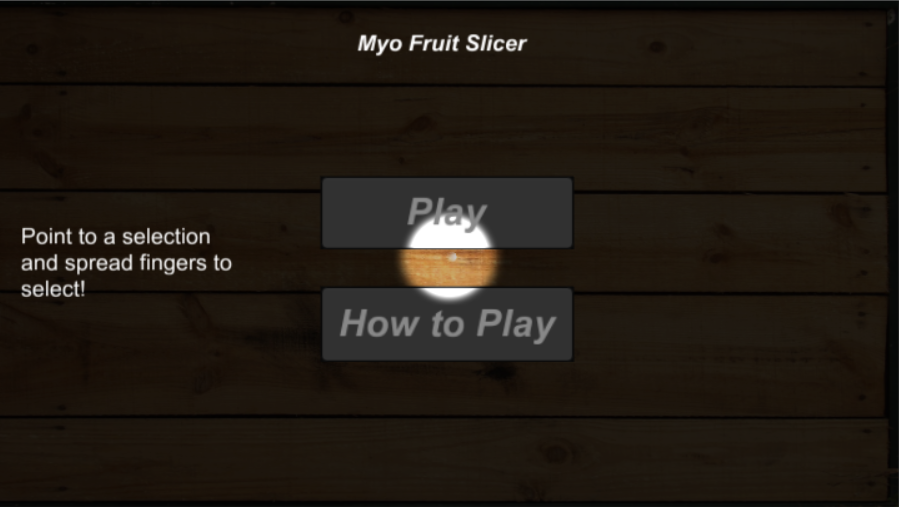 Myo Fruit Slicer
Play
Point to a selection
and spread fingers to
select!
How to Play